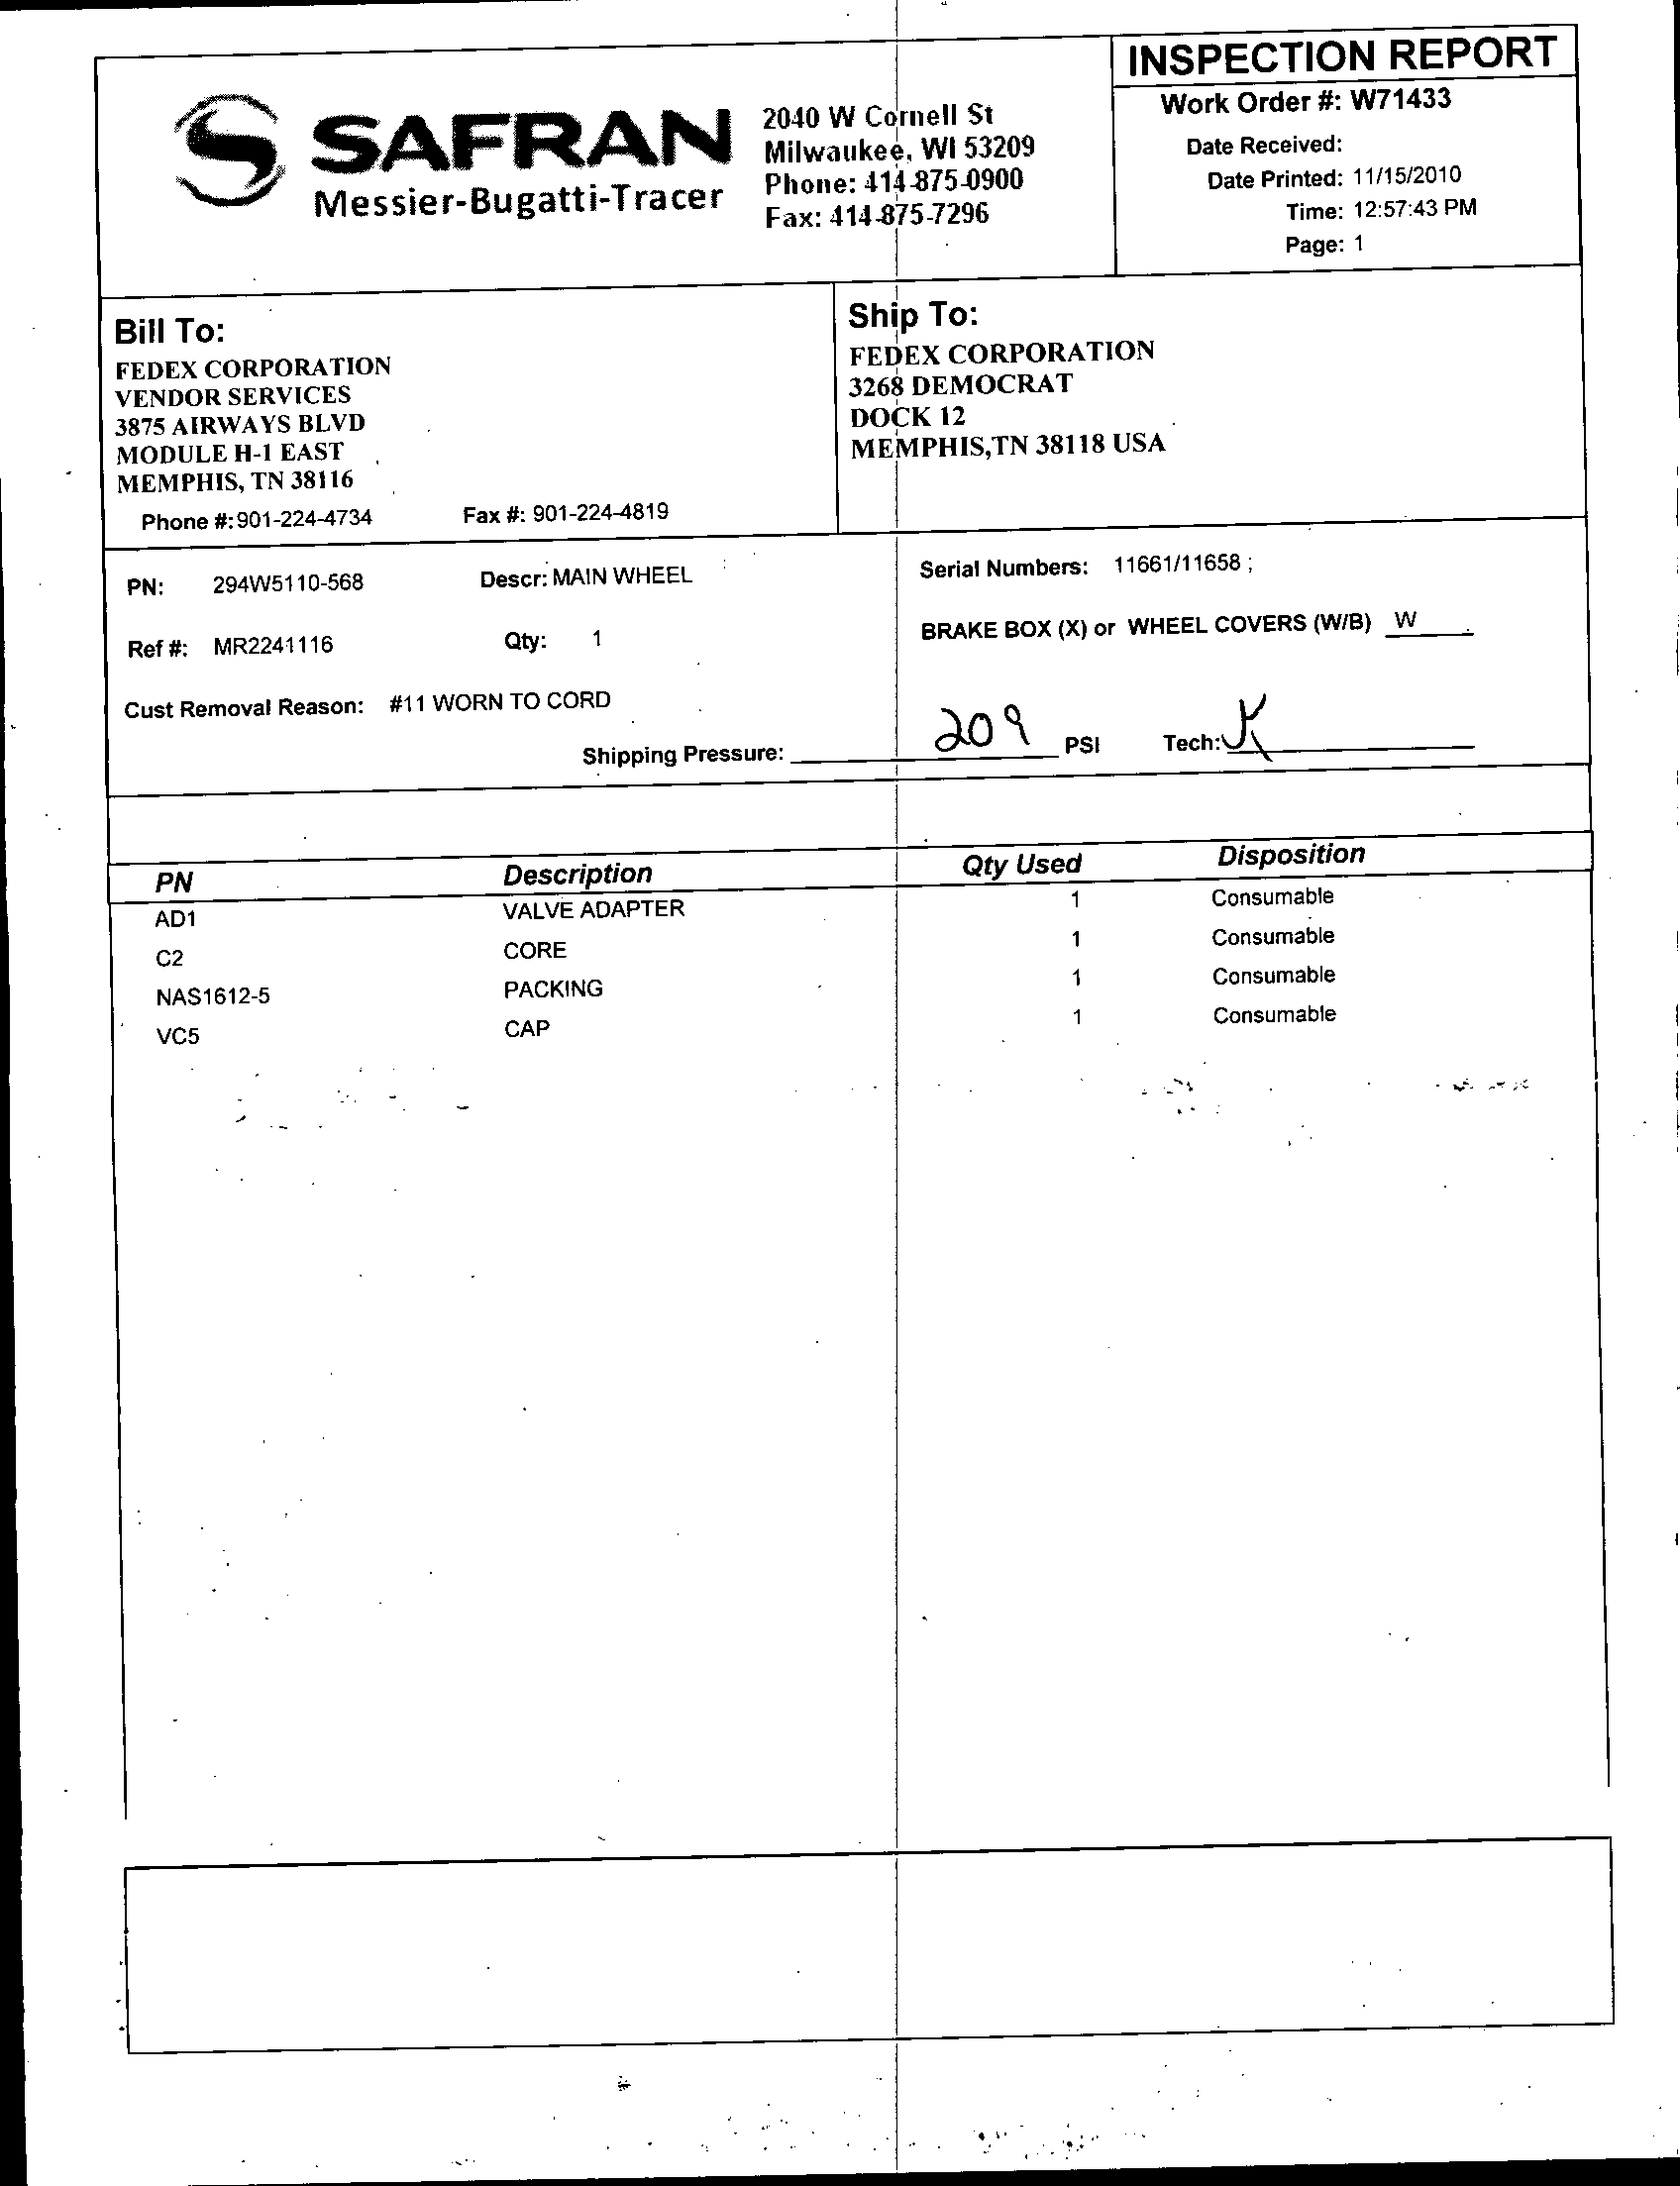 INSPECTION REPORT
SAFRAN
Messier-Bugatti-Tracer
2040 W Cornell St
Milwaukee, WI 53209
Phone: 414-875-0900
Fax: 414-875-7296
Work Order #: W71433
Date Received:
Date Printed: 11/15/2010
Time: 12:57:43 PM
Page: 1
Bill To:
FEDEX CORPORATION
VENDOR SERVICES
3875 AIRWAYS BLVD
MODULE H-1 EAST
MEMPHIS, TN 38116
Phone #:901-224-4734 Fax #: 901-224-4819
Ship To:
FEDEX CORPORATION
3268 DEMOCRAT
DOCK 12
MEMPHIS,TN 38118 USA
PN: 294W5110-568 Descr: MAIN WHEEL Serial Numbers: 11661/11658 ;
Ref #: MR2241116 Qty: 1 BRAKE BOX (X) or WHEEL COVERS (W/B) W
Cust Removal Reason: #11 WORN TO CORD
Shipping Pressure: 209 PSI Tech: K
PN Description Qty Used Disposition
AD1 VALVE ADAPTER 1 Consumable
C2 CORE 1 Consumable
NAS1612-5 PACKING 1 Consumable
VC5 CAP 1 Consumable